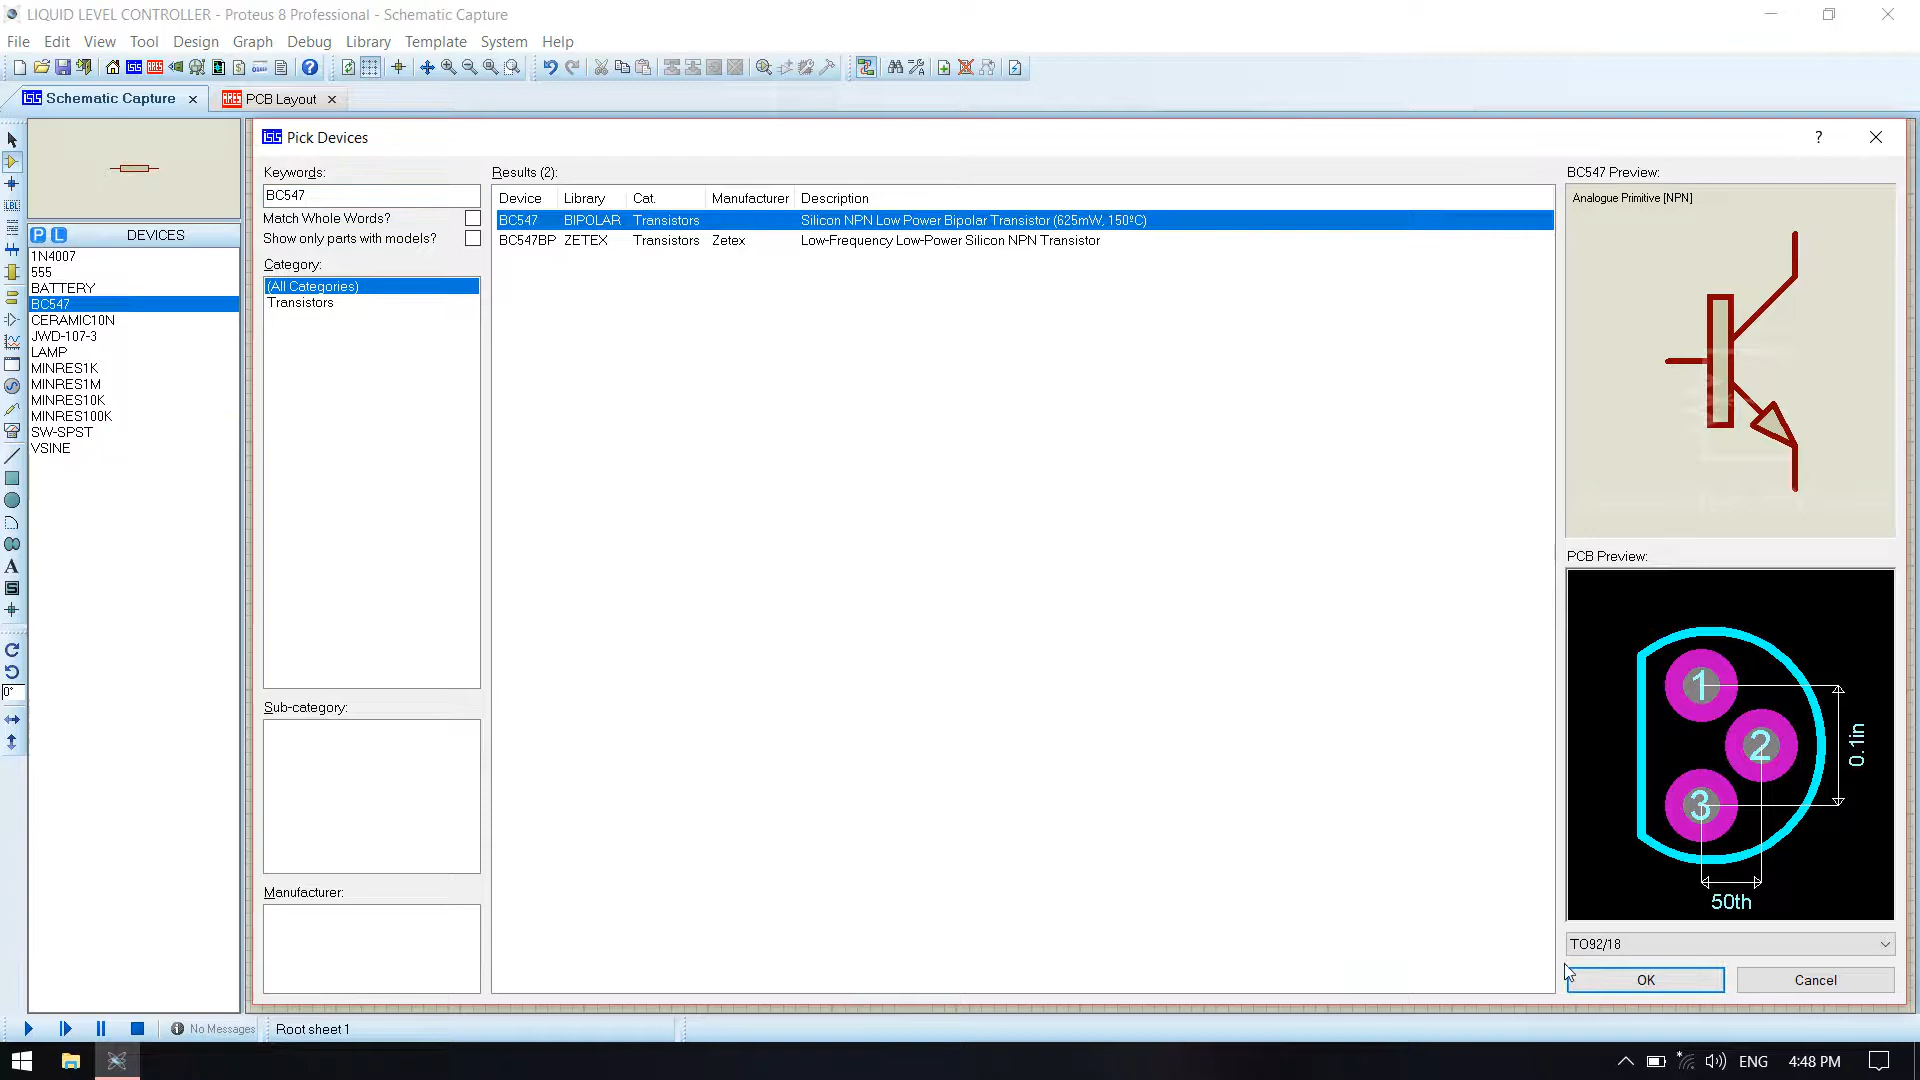 LIQUID LEVEL CONTROLLER - Proteus 8 Professional - Schematic Capture
File Edit View Tool Design Graph Debug Library Template System Help
Schematic Capture PCB Layout
Pick Devices
Keywords:
BC547
Match Whole Words?
Show only parts with models?
Category:
(All Categories)
Transistors
Sub-category:
Manufacturer:
Results (2):
Device Library Cat. Manufacturer Description
BC547 BIPOLAR Transistors Silicon NPN Low Power Bipolar Transistor (625mW, 150ºC)
BC547BP ZETEX Transistors Zetex Low-Frequency Low-Power Silicon NPN Transistor
BC547 Preview:
Analogue Primitive [NPN]
PCB Preview:
1
2
3
0.1in
50th
TO92/18
OK Cancel
P L DEVICES
1N4007
555
BATTERY
BC547
CERAMIC10N
JWD-107-3
LAMP
MINRES1K
MINRES1M
MINRES10K
MINRES100K
SW-SPST
VSINE
LBL
A
S
0°
No Messages Root sheet 1
ENG 4:48 PM